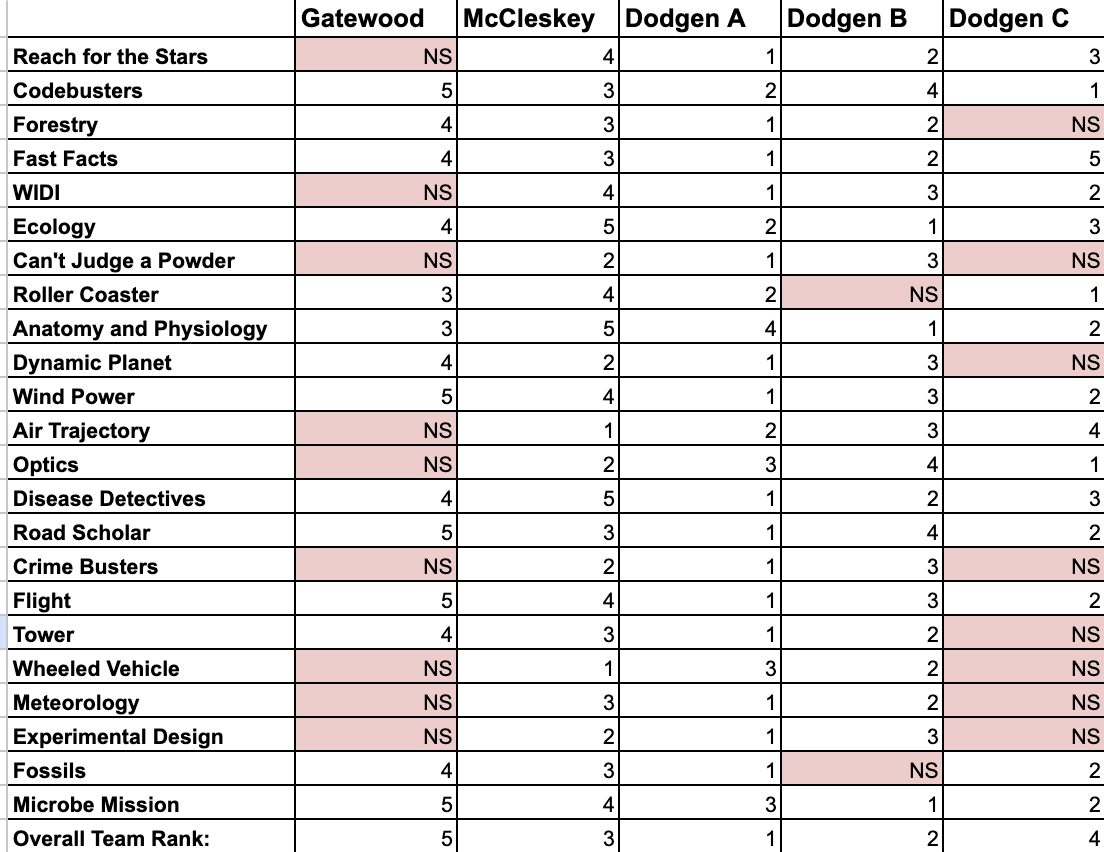 Gatewood McCleskey Dodgen A Dodgen B Dodgen C
Reach for the Stars NS 4 1 2 3
Codebusters 5 3 2 4 1
Forestry 4 3 1 2 NS
Fast Facts 4 3 1 2 5
WIDI NS 4 1 3 2
Ecology 4 5 2 1 3
Can't Judge a Powder NS 2 1 3 NS
Roller Coaster 3 4 2 NS 1
Anatomy and Physiology 3 5 4 1 2
Dynamic Planet 4 2 1 3 NS
Wind Power 5 4 1 3 2
Air Trajectory NS 1 2 3 4
Optics NS 2 3 4 1
Disease Detectives 4 5 1 2 3
Road Scholar 5 3 1 4 2
Crime Busters NS 2 1 3 NS
Flight 5 4 1 3 2
Tower 4 3 1 2 NS
Wheeled Vehicle NS 1 3 2 NS
Meteorology NS 3 1 2 NS
Experimental Design NS 2 1 3 NS
Fossils 4 3 1 NS 2
Microbe Mission 5 4 3 1 2
Overall Team Rank: 5 3 1 2 4